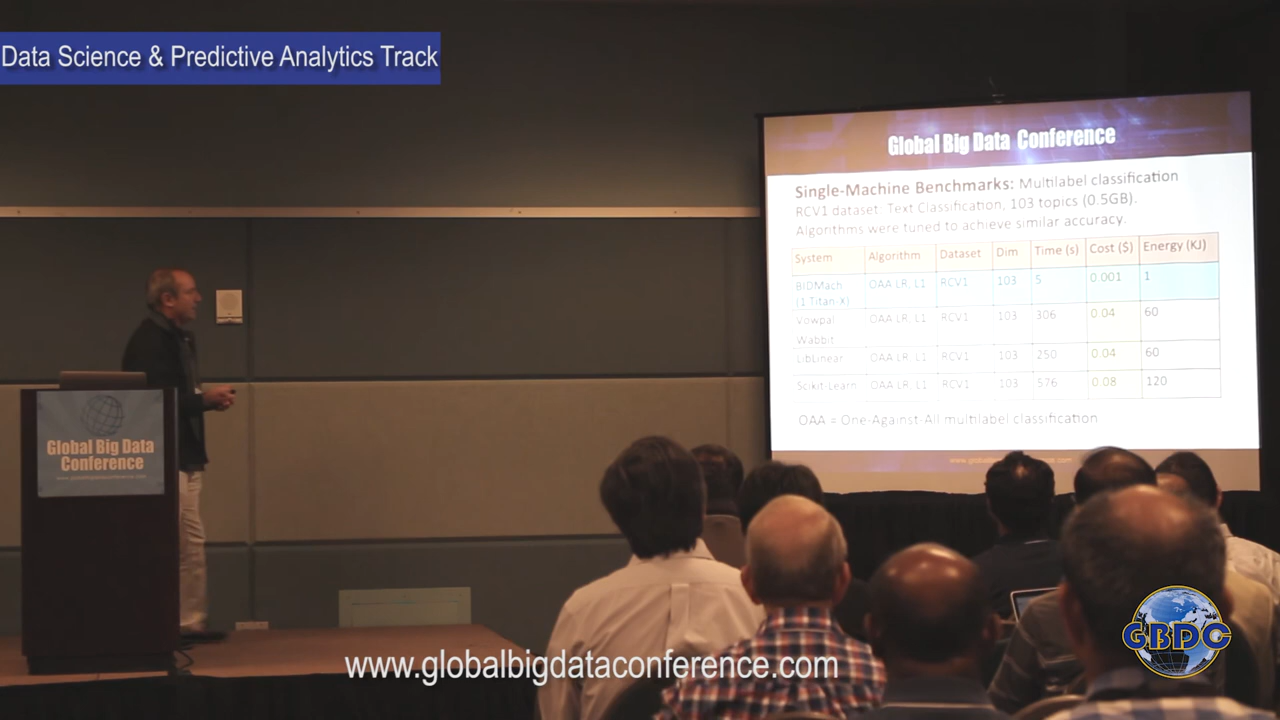 Data Science & Predictive Analytics Track
Global Big Data Conference
Single-Machine Benchmarks: Multilabel classification
RCV1 dataset: Text Classification, 103 topics (0.5GB).
Algorithms were tuned to achieve similar accuracy.
System Algorithm Dataset Dim Time (s) Cost ($) Energy (KJ)
BIDMach OAA LR, L1 RCV1 103 5 0.001 1
(1 Titan-X)
Vowpal OAA LR, L1 RCV1 103 306 0.04 60
Wabbit
LibLinear OAA LR, L1 RCV1 103 250 0.04 60
Scikit-Learn OAA LR, L1 RCV1 103 576 0.08 120
OAA = One-Against-All multilabel classification
Global Big Data
Conference
www.globalbigdataconference.com
www.globalbigdataconference.com
GBDC